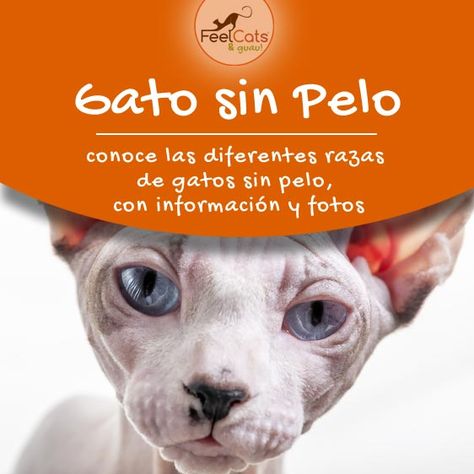 FeelCats
& guau!
Gato sin Pelo
conoce las diferentes razas
de gatos sin pelo,
con información y fotos